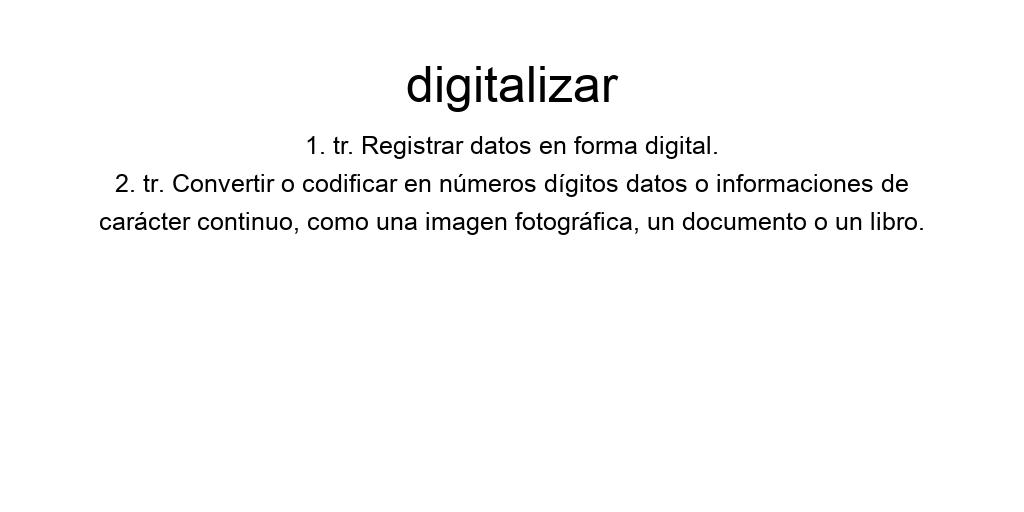 digitalizar
1. tr. Registrar datos en forma digital.
2. tr. Convertir o codificar en números dígitos datos o informaciones de
carácter continuo, como una imagen fotográfica, un documento o un libro.